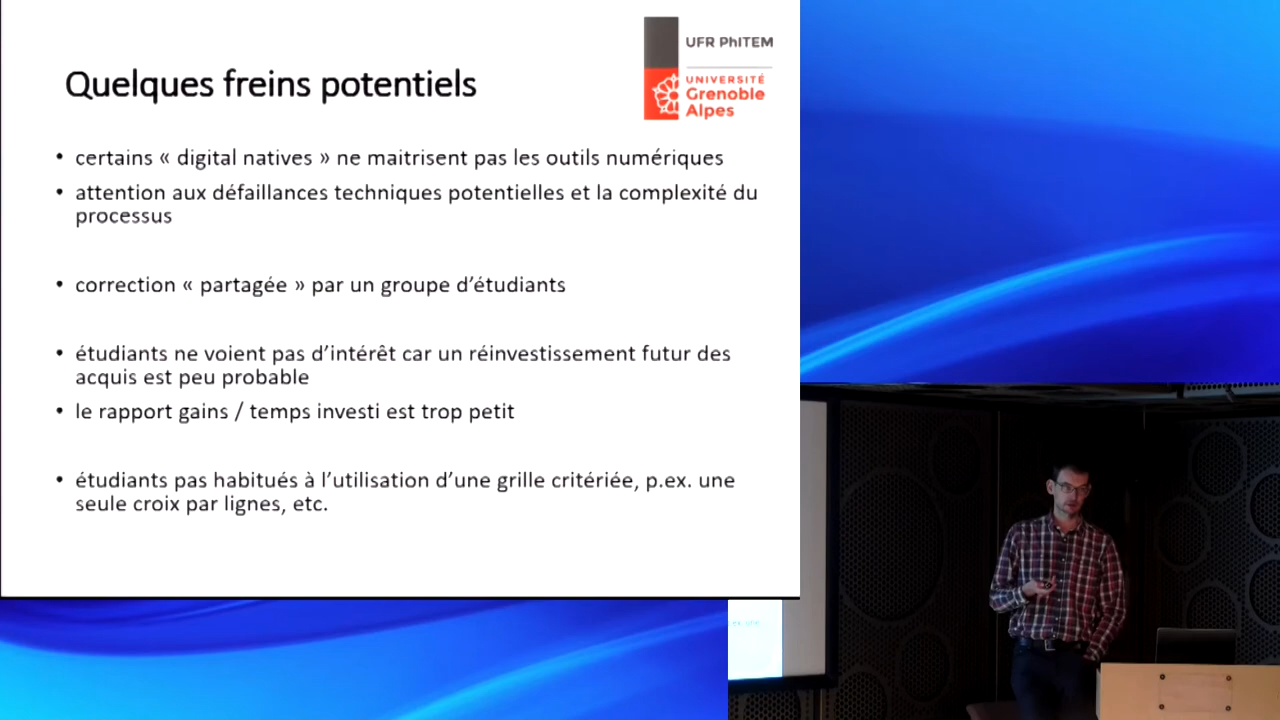 UFR PhITEM
UNIVERSITÉ
Grenoble
Alpes
Quelques freins potentiels
• certains « digital natives » ne maitrisent pas les outils numériques
• attention aux défaillances techniques potentielles et la complexité du
processus
• correction « partagée » par un groupe d’étudiants
• étudiants ne voient pas d’intérêt car un réinvestissement futur des
acquis est peu probable
• le rapport gains / temps investi est trop petit
• étudiants pas habitués à l’utilisation d’une grille critériée, p.ex. une
seule croix par lignes, etc.